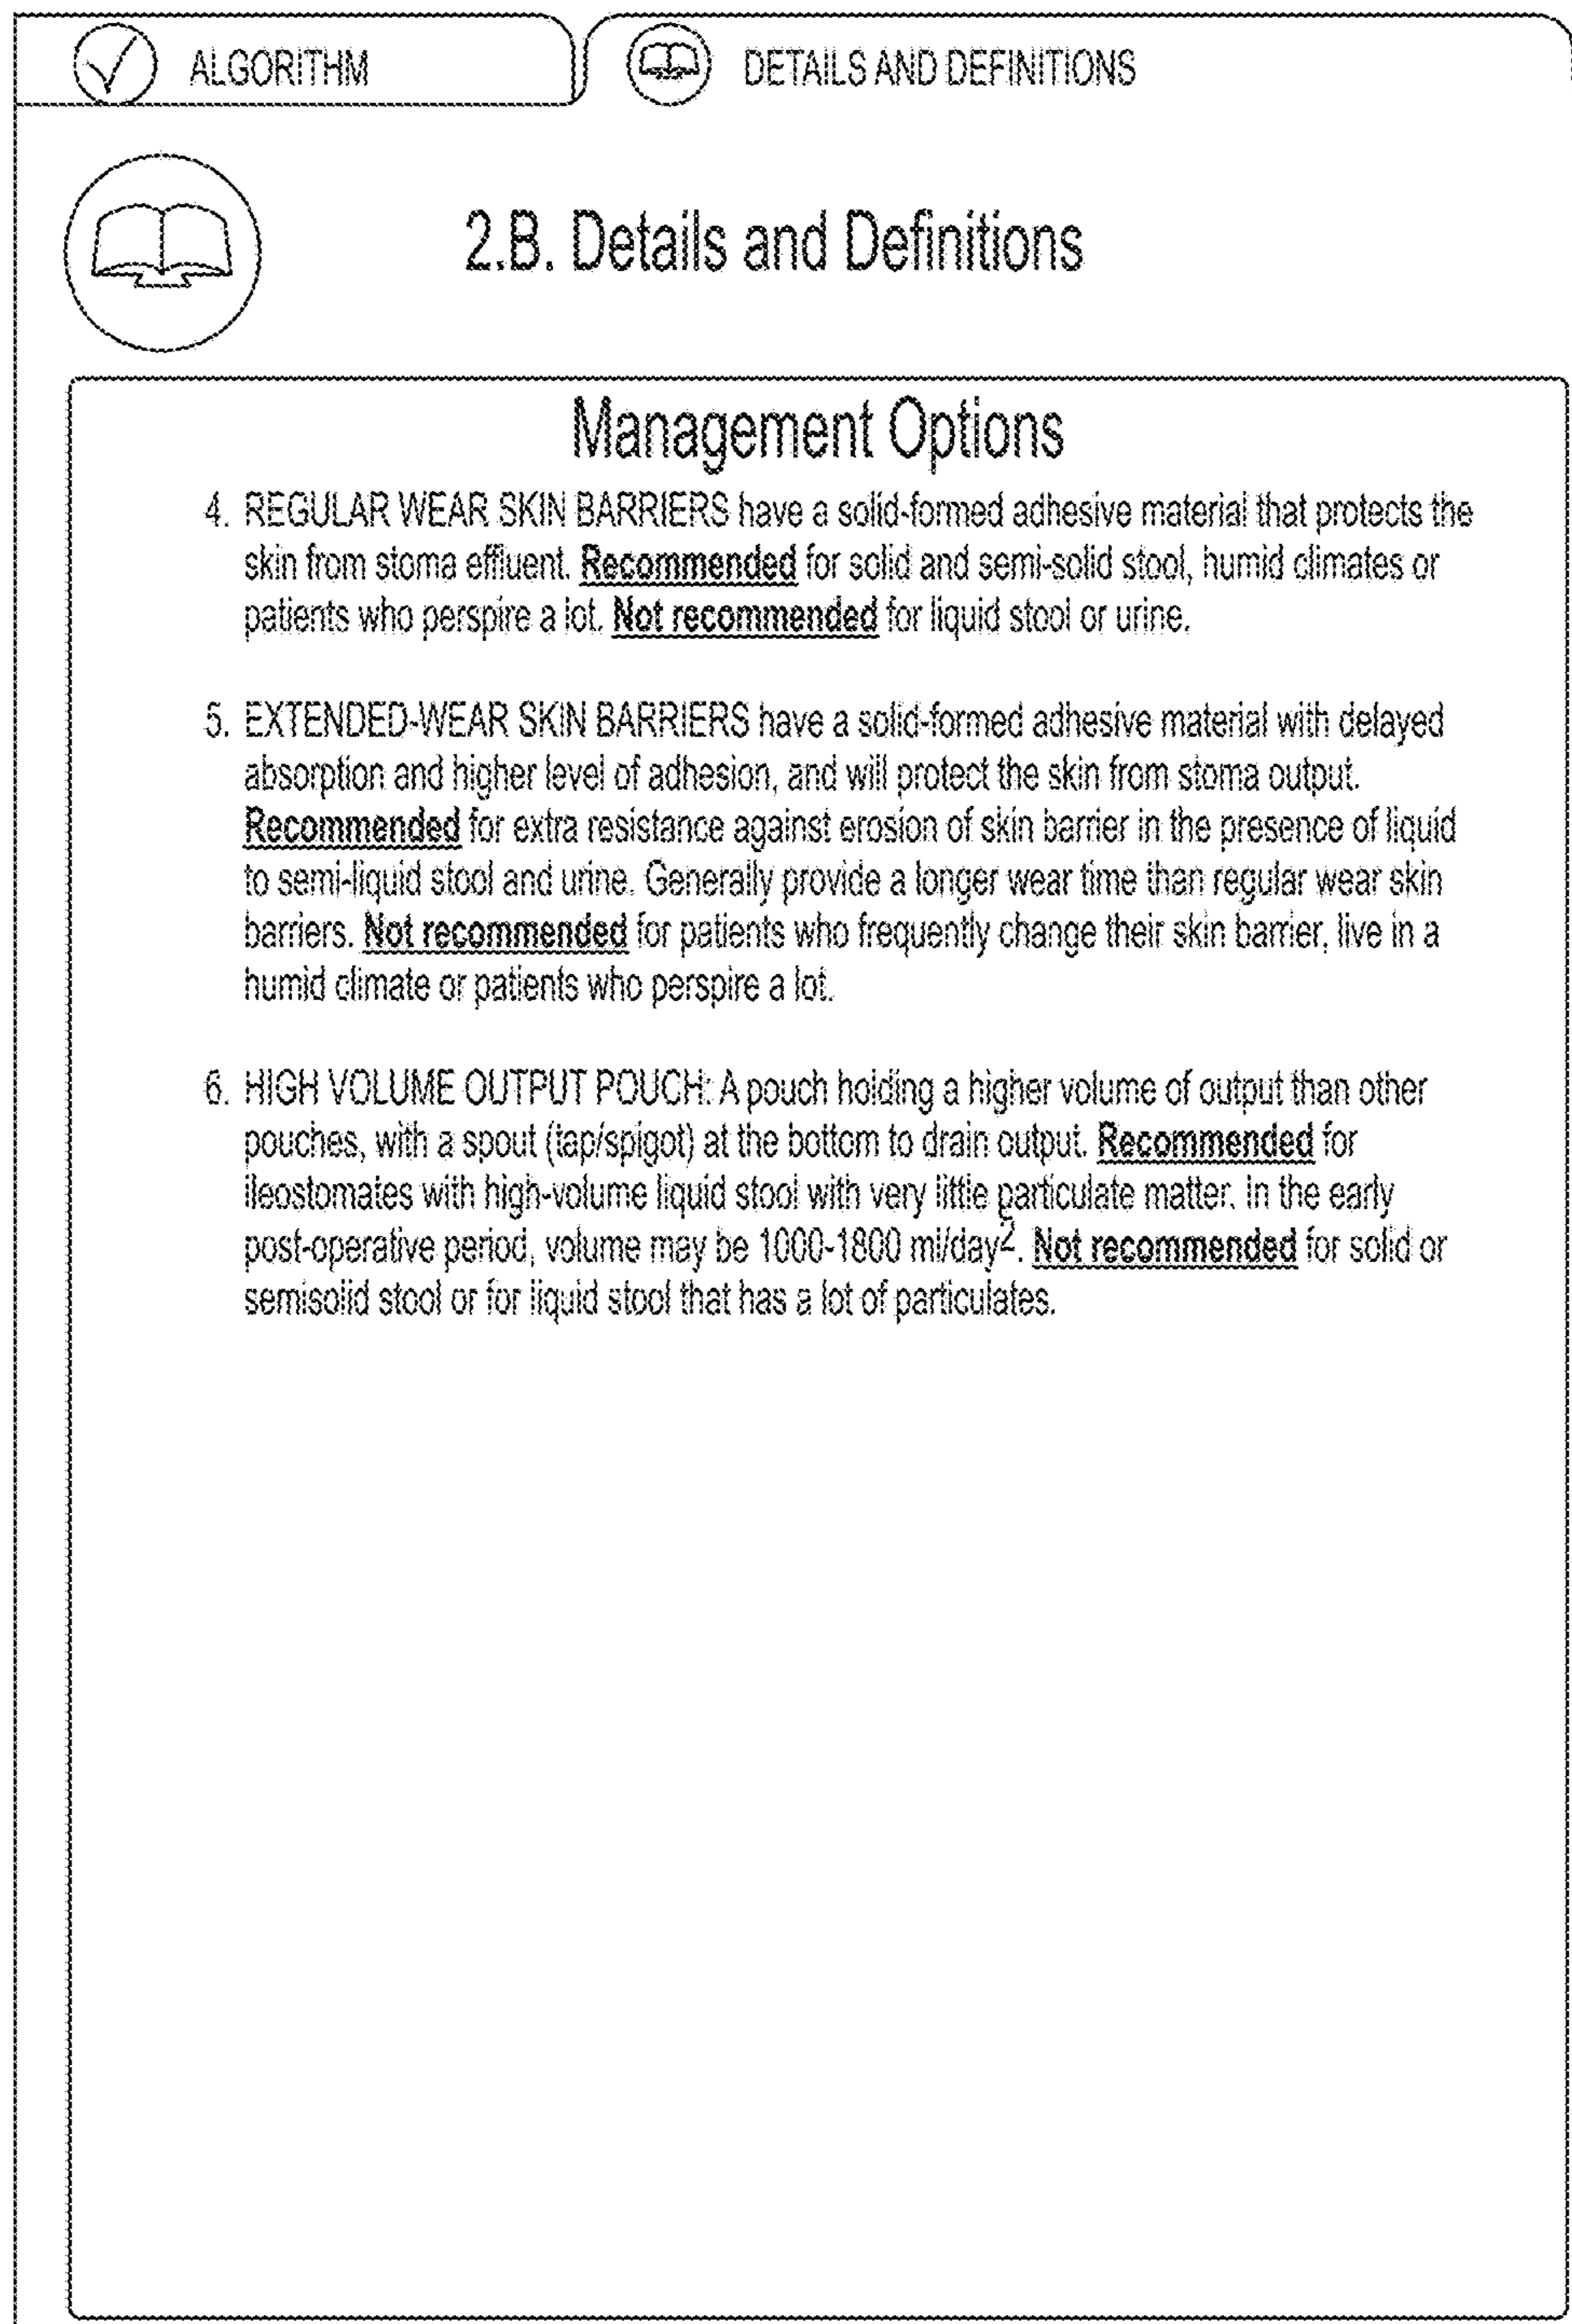 ALGORITHM
DETAILS AND DEFINITIONS
2.B. Details and Definitions
Management Options
4. REGULAR WEAR SKIN BARRIERS have a solid-formed adhesive material that protects the
skin from stoma effluent. Recommended for solid and semi-solid stool, humid climates or
patients who perspire a lot. Not recommended for liquid stool or urine.
5. EXTENDED-WEAR SKIN BARRIERS have a solid-formed adhesive material with delayed
absorption and higher level of adhesion, and will protect the skin from stoma output.
Recommended for extra resistance against erosion of skin barrier in the presence of liquid
to semi-liquid stool and urine. Generally provide a longer wear time than regular wear skin
barriers. Not recommended for patients who frequently change their skin barrier, live in a
humid climate or patients who perspire a lot.
6. HIGH VOLUME OUTPUT POUCH: A pouch holding a higher volume of output than other
pouches, with a spout (tap/spigot) at the bottom to drain output. Recommended for
ileostomates with high-volume liquid stool with very little particulate matter. In the early
post-operative period, volume may be 1000-1800 ml/day2. Not recommended for solid or
semisolid stool or for liquid stool that has a lot of particulates.